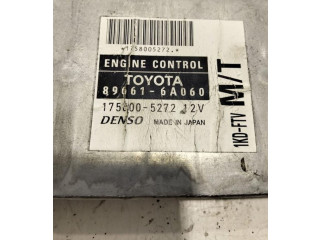 *1758005272.*
ENGINE CONTROL
TOYOTA
89661-6A060
175800-5272 12V
DENSO MADE IN JAPAN
M/T
1KD-FTV